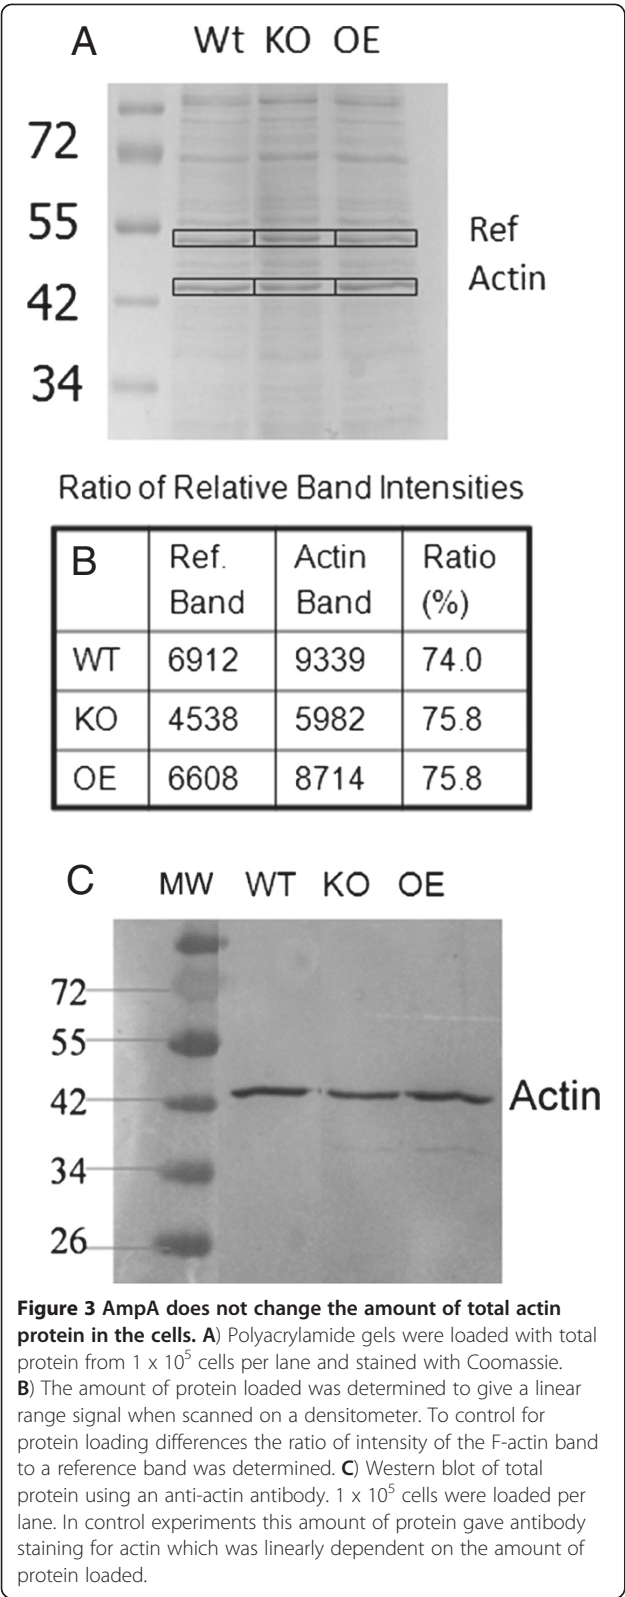 A
Wt KO OE
72
55
42
34
Ref
Actin
Ratio of Relative Band Intensities
B Ref. Band Actin Band Ratio (%)
WT 6912 9339 74.0
KO 4538 5982 75.8
OE 6608 8714 75.8
C
MW WT KO OE
72
55
42
34
26
Actin
Figure 3 AmpA does not change the amount of total actin
protein in the cells. A) Polyacrylamide gels were loaded with total
protein from 1 x 10⁵ cells per lane and stained with Coomassie.
B) The amount of protein loaded was determined to give a linear
range signal when scanned on a densitometer. To control for
protein loading differences the ratio of intensity of the F-actin band
to a reference band was determined. C) Western blot of total
protein using an anti-actin antibody. 1 x 10⁵ cells were loaded per
lane. In control experiments this amount of protein gave antibody
staining for actin which was linearly dependent on the amount of
protein loaded.